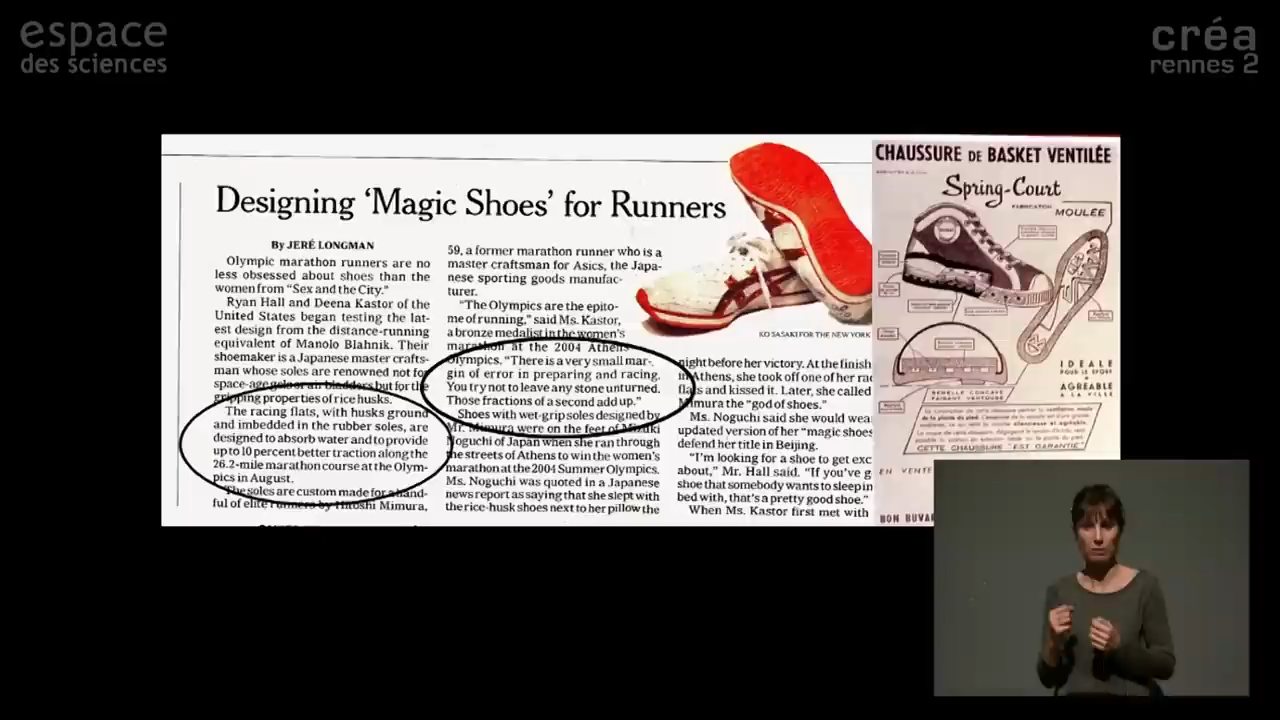 espace
des sciences
créa
rennes 2
Designing ‘Magic Shoes’ for Runners
By JERÉ LONGMAN
Olympic marathon runners are no
less obsessed about shoes than the
women from “Sex and the City.”
Ryan Hall and Deena Kastor of the
United States began testing the lat-
est design from the distance-running
equivalent of Manolo Blahnik. Their
shoemaker is a Japanese master crafts-
man whose soles are renowned not for
space-age gels or air bladders but for the
gripping properties of rice husks.
The racing flats, with husks ground
and imbedded in the rubber soles, are
designed to absorb water and to provide
up to 10 percent better traction along the
26.2-mile marathon course at the Olym-
pics in August.
The soles are custom made for a hand-
ful of elite runners by Hitoshi Mimura,
59, a former marathon runner who is a
master craftsman for Asics, the Japa-
nese sporting goods manufac-
turer.
“The Olympics are the epito-
me of running,” said Ms. Kastor,
a bronze medalist in the women’s
marathon at the 2004 Athens
Olympics. “There is a very small mar-
gin of error in preparing and racing.
You try not to leave any stone unturned.
Those fractions of a second add up.”
Shoes with wet-grip soles designed by
Mr. Mimura were on the feet of Mizuki
Noguchi of Japan when she ran through
the streets of Athens to win the women’s
marathon at the 2004 Summer Olympics.
Ms. Noguchi was quoted in a Japanese
news report as saying that she slept with
the rice-husk shoes next to her pillow the
KO SASAKI FOR THE NEW YORK
night before her victory. At the finish
in Athens, she took off one of her rac
flats and kissed it. Later, she called
Mimura the “god of shoes.”
Ms. Noguchi said she would wea
updated version of her “magic shoes
defend her title in Beijing.
“I’m looking for a shoe to get exc
about,” Mr. Hall said. “If you’ve g
shoe that somebody wants to sleep in
bed with, that’s a pretty good shoe.”
When Ms. Kastor first met with
CHAUSSURE DE BASKET VENTILÉE
Spring-Court
FABRICATION
MOULÉE
SEMELLE CONCAVE
FAISANT VENTOUSE
IDEALE
POUR LE SPORT
AGRÉABLE
A LA VILLE
CETTE CHAUSSURE EST GARANTIE
EN VENTE
BON BUVAR